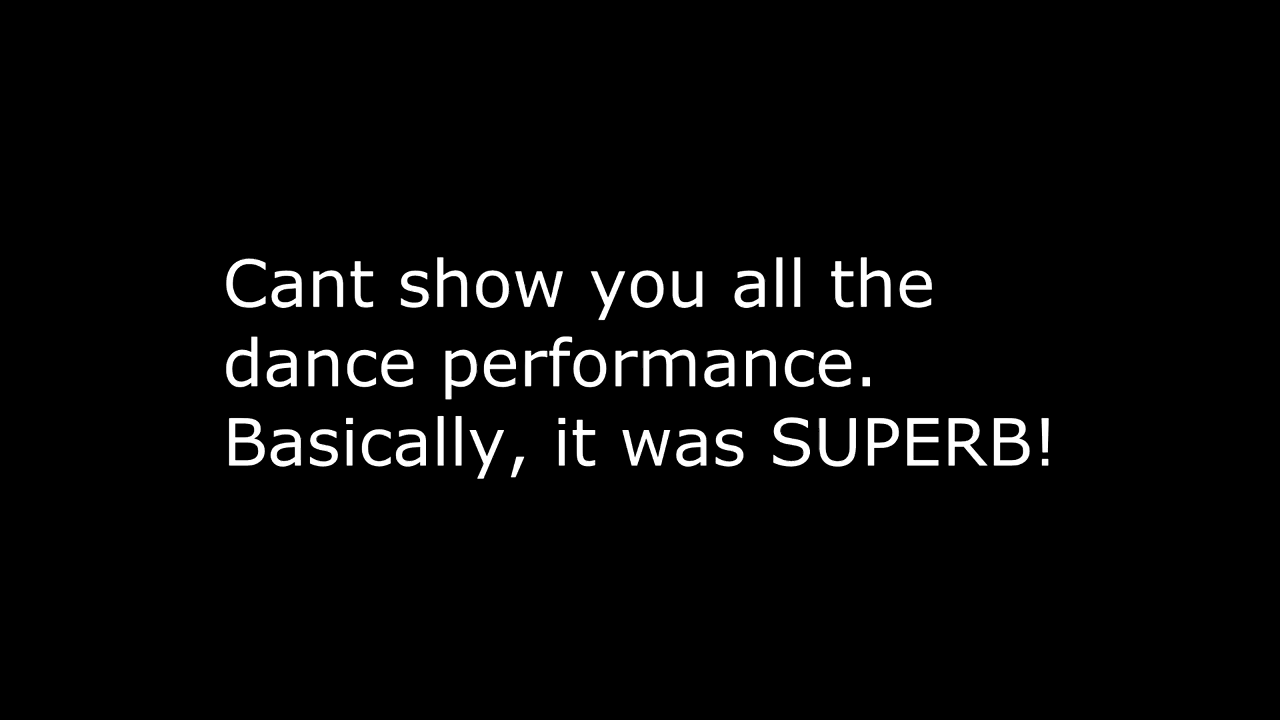 Cant show you all the
dance performance.
Basically, it was SUPERB!